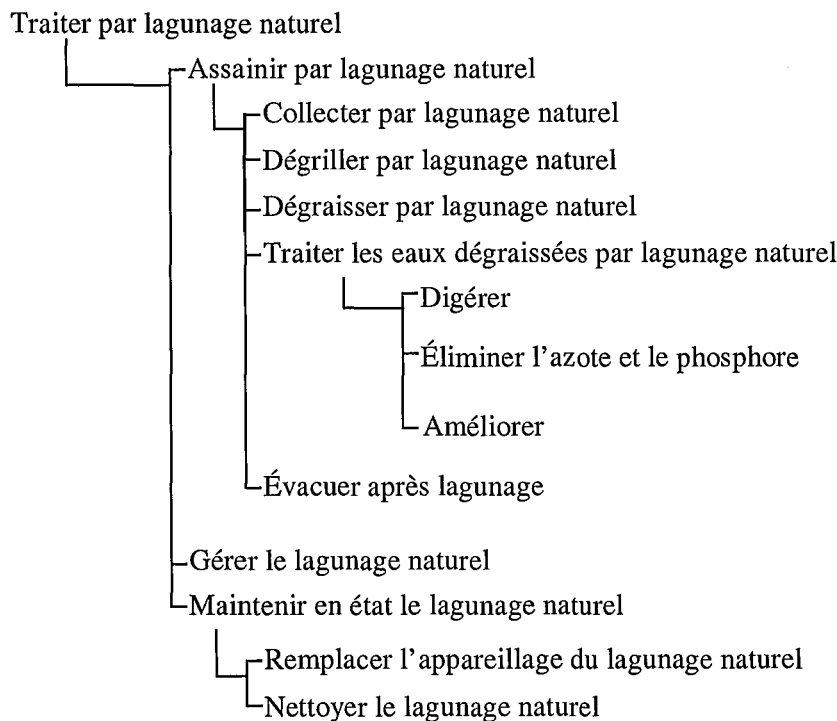 Traiter par lagunage naturel
Assainir par lagunage naturel
Collecter par lagunage naturel
Dégriller par lagunage naturel
Dégraisser par lagunage naturel
Traiter les eaux dégraissées par lagunage naturel
Digérer
Éliminer l'azote et le phosphore
Améliorer
Évacuer après lagunage
Gérer le lagunage naturel
Maintenir en état le lagunage naturel
Remplacer l'appareillage du lagunage naturel
Nettoyer le lagunage naturel